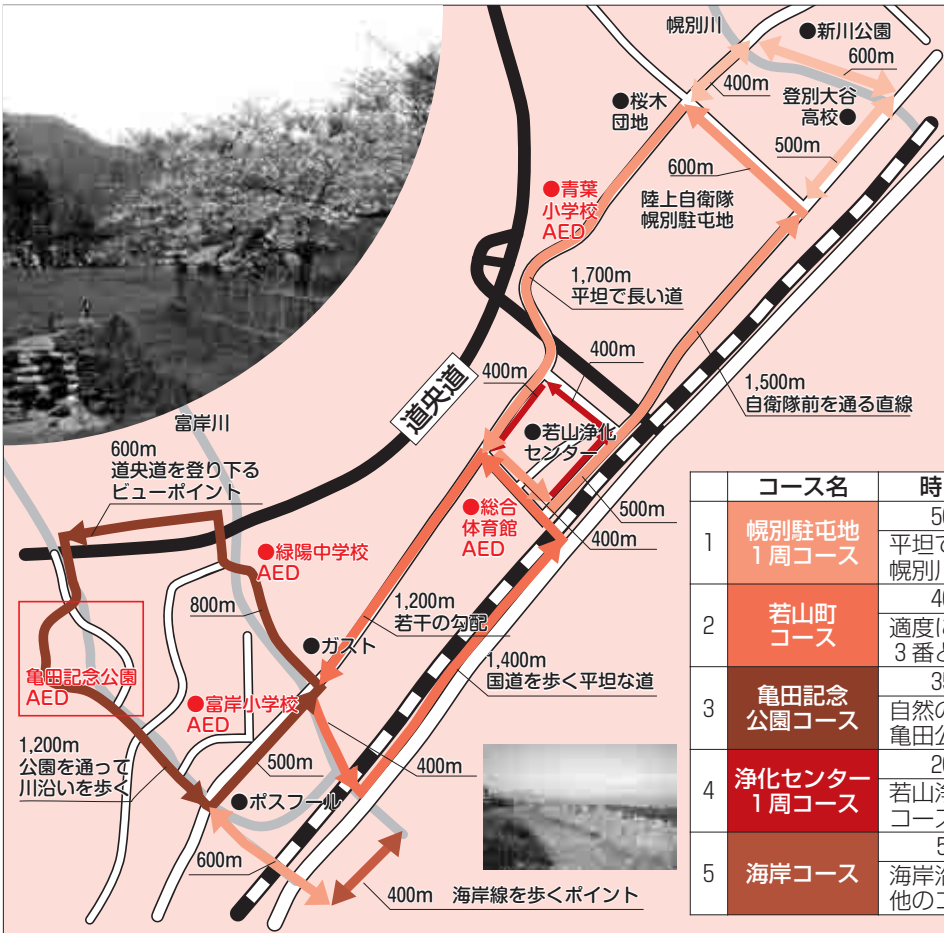 幌別川
●新川公園
600m
400m
登別大谷
高校●
●桜木
団地
500m
600m
陸上自衛隊
幌別駐屯地
●青葉
小学校
AED
1,700m
平坦で長い道
400m
400m
道央道
1,500m
自衛隊前を通る直線
●若山浄化
センター
富岸川
600m
道央道を登り下る
ビューポイント
●総合
体育館
AED
500m
400m
●緑陽中学校
AED
800m
1,200m
若干の勾配
●ガスト
1,400m
国道を歩く平坦な道
亀田記念公園
AED
●富岸小学校
AED
1,200m
公園を通って
川沿いを歩く
500m
400m
●ポスフール
600m
400m 海岸線を歩くポイント
コース名 時
1 幌別駐屯地
1周コース
50
平坦で
幌別川
2 若山町
コース
40
適度に
3番と
3 亀田記念
公園コース
35
自然の
亀田公
4 浄化センター
1周コース
20
若山浄
コース
5 海岸コース
5
海岸沿
他のコ